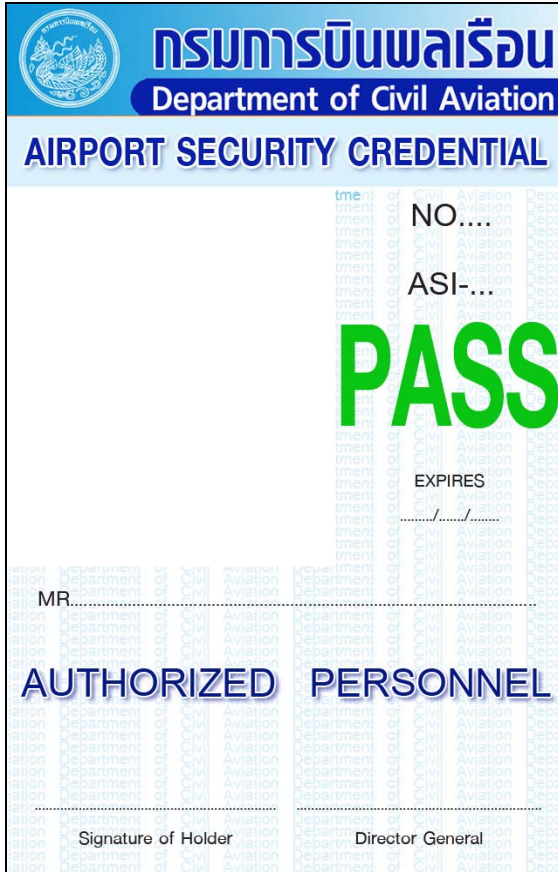 กรมการบินพลเรือน
Department of Civil Aviation
AIRPORT SECURITY CREDENTIAL
NO....
ASI-...
PASS
EXPIRES
........./......./........
MR..........................................................................................................
AUTHORIZED PERSONNEL
Signature of Holder Director General